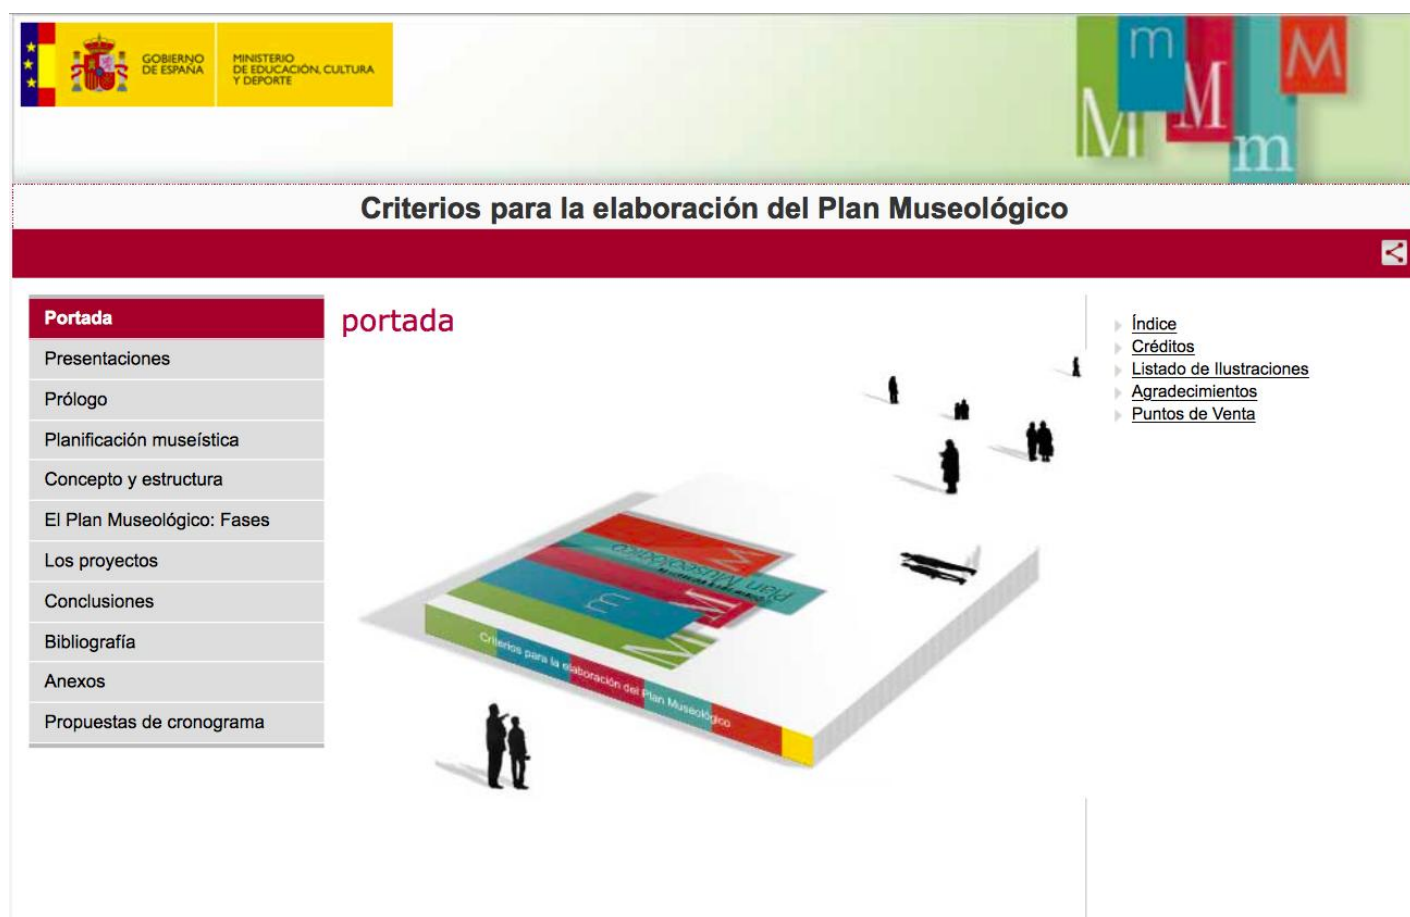 GOBIERNO
DE ESPAÑA
MINISTERIO
DE EDUCACIÓN, CULTURA
Y DEPORTE
m
M
M
M
m
Criterios para la elaboración del Plan Museológico
Portada
Presentaciones
Prólogo
Planificación museística
Concepto y estructura
El Plan Museológico: Fases
Los proyectos
Conclusiones
Bibliografía
Anexos
Propuestas de cronograma
portada
M
Plan Museológico
m
M
M
Criterios para la elaboración del Plan Museológico
Índice
Créditos
Listado de Ilustraciones
Agradecimientos
Puntos de Venta